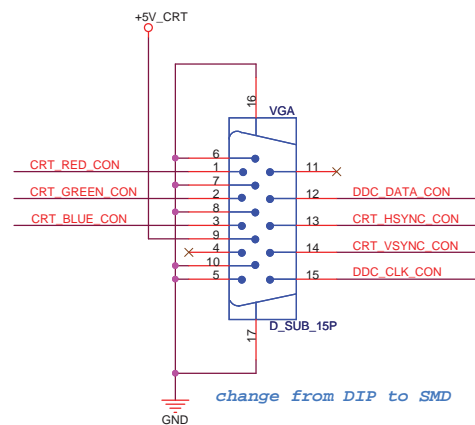 +5V_CRT
16
VGA
6
CRT_RED_CON
1
11
7
CRT_GREEN_CON
2
12
DDC_DATA_CON
8
CRT_BLUE_CON
3
13
CRT_HSYNC_CON
9
4
14
CRT_VSYNC_CON
10
5
15
DDC_CLK_CON
D_SUB_15P
17
change from DIP to SMD
GND